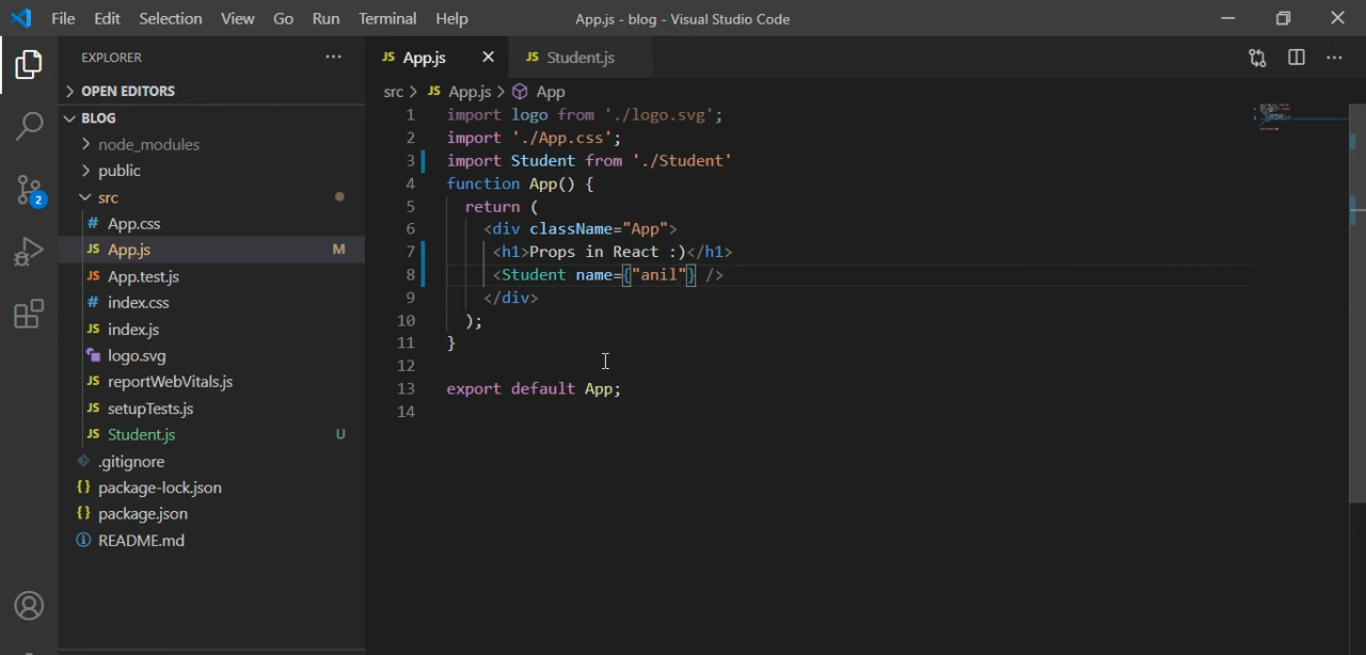 File Edit Selection View Go Run Terminal Help App.js - blog - Visual Studio Code
EXPLORER ···
OPEN EDITORS
BLOG
node_modules
public
src
# App.css
JS App.js M
JS App.test.js
# index.css
JS index.js
logo.svg
JS reportWebVitals.js
JS setupTests.js
JS Student.js U
.gitignore
{} package-lock.json
{} package.json
README.md
2
JS App.js JS Student.js
src > JS App.js > App
1 import logo from './logo.svg';
2 import './App.css';
3 import Student from './Student'
4 function App() {
5 return (
6 <div className="App">
7 <h1>Props in React :)</h1>
8 <Student name={"anil"} />
9 </div>
10 );
11 }
12
13 export default App;
14